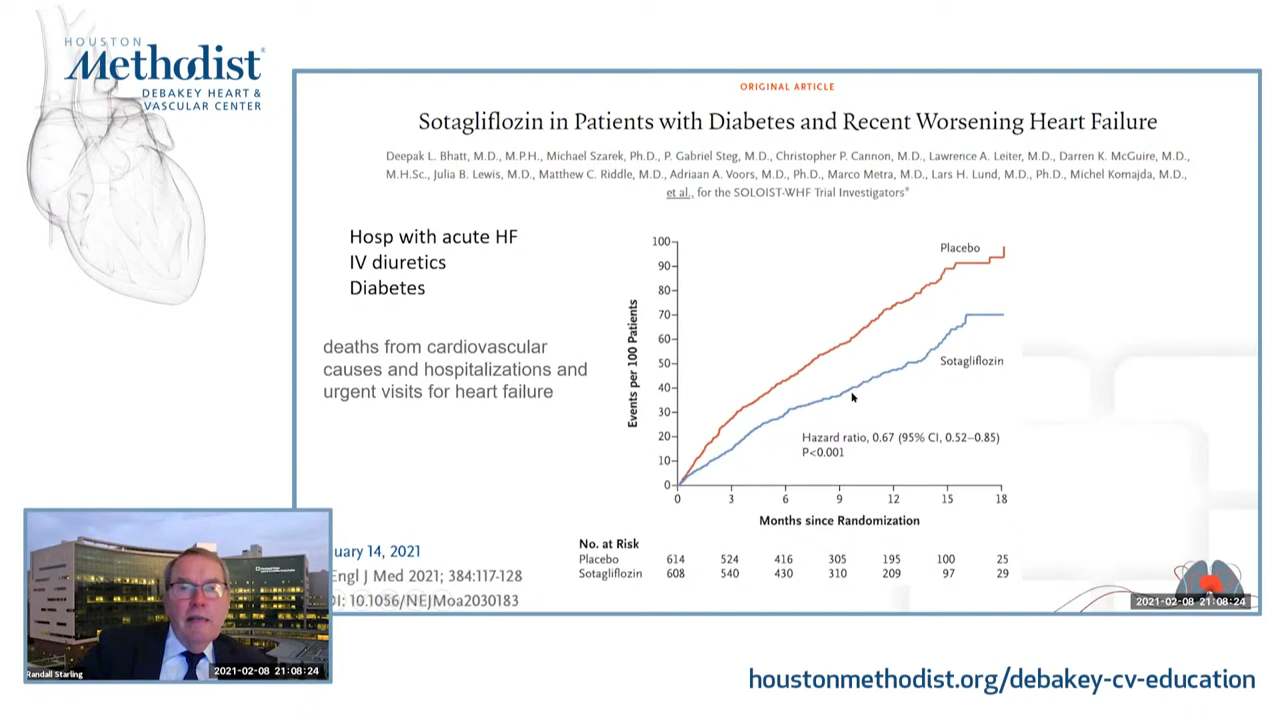 HOUSTON
Methodist
DEBAKEY HEART &
VASCULAR CENTER
ORIGINAL ARTICLE
Sotagliflozin in Patients with Diabetes and Recent Worsening Heart Failure
Deepak L. Bhatt, M.D., M.P.H., Michael Szarek, Ph.D., P. Gabriel Steg, M.D., Christopher P. Cannon, M.D., Lawrence A. Leiter, M.D., Darren K. McGuire, M.D.,
M.H.Sc., Julia B. Lewis, M.D., Matthew C. Riddle, M.D., Adriaan A. Voors, M.D., Ph.D., Marco Metra, M.D., Lars H. Lund, M.D., Ph.D., Michel Komajda, M.D.,
et al., for the SOLOIST-WHF Trial Investigators*
Hosp with acute HF
IV diuretics
Diabetes
deaths from cardiovascular
causes and hospitalizations and
urgent visits for heart failure
Events per 100 Patients
100
90
80
70
60
50
40
30
20
10
0
Placebo
Sotagliflozin
Hazard ratio, 0.67 (95% CI, 0.52–0.85)
P<0.001
0 3 6 9 12 15 18
Months since Randomization
No. at Risk
Placebo 614 524 416 305 195 100 25
Sotagliflozin 608 540 430 310 209 97 29
uary 14, 2021
Engl J Med 2021; 384:117-128
DI: 10.1056/NEJMoa2030183
Randall Starling
2021-02-08 21:08:24
2021-02-08 21:08:24
houstonmethodist.org/debakey-cv-education